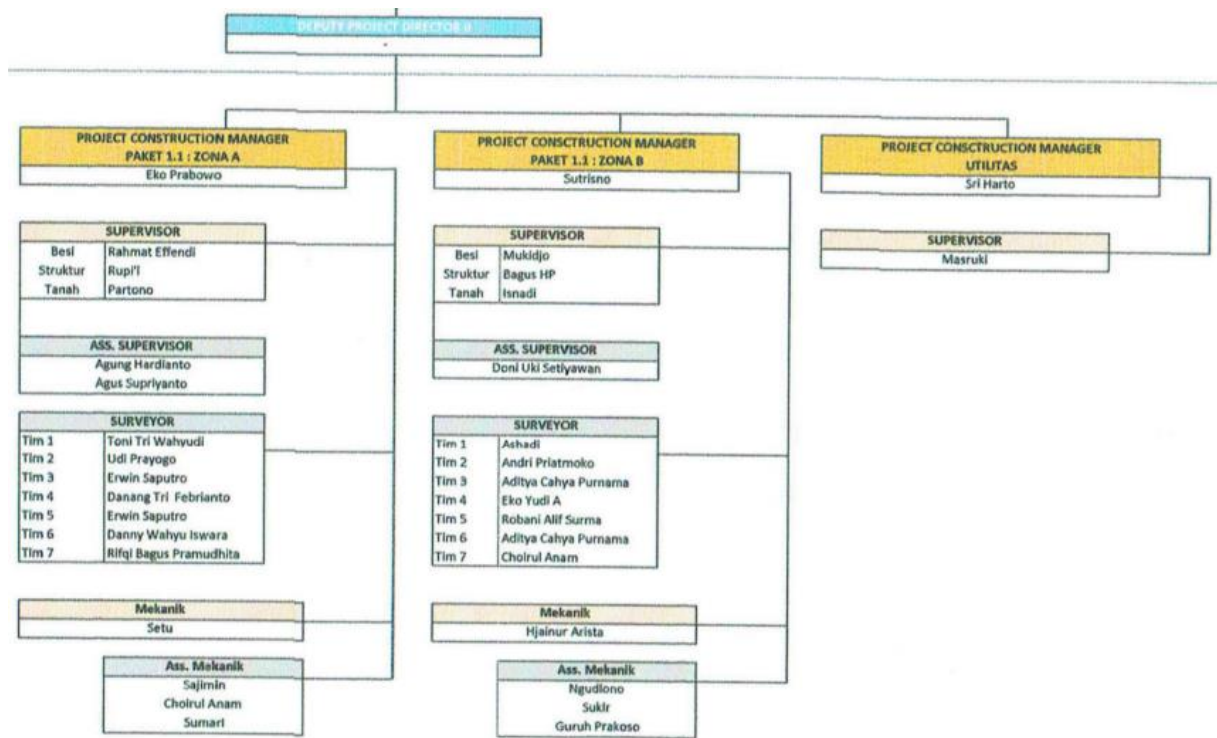 DEPUTY PROJECT DIRECTOR II
-
PROJECT CONSTRUCTION MANAGER
PAKET 1.1 : ZONA A
Eko Prabowo
SUPERVISOR
Besi Rahmat Effendi
Struktur Rupi'i
Tanah Partono
ASS. SUPERVISOR
Agung Hardianto
Agus Supriyanto
SURVEYOR
Tim 1 Toni Tri Wahyudi
Tim 2 Udi Prayogo
Tim 3 Erwin Saputro
Tim 4 Danang Tri Febrianto
Tim 5 Erwin Saputro
Tim 6 Danny Wahyu Iswara
Tim 7 Rifqi Bagus Pramudhita
Mekanik
Setu
Ass. Mekanik
Sajimin
Choirul Anam
Sumari
PROJECT CONSCTRUCTION MANAGER
PAKET 1.1 : ZONA B
Sutrisno
SUPERVISOR
Besi Mukidjo
Struktur Bagus HP
Tanah Isnadi
ASS. SUPERVISOR
Doni Uki Setiyawan
SURVEYOR
Tim 1 Ashadi
Tim 2 Andri Priatmoko
Tim 3 Aditya Cahya Purnama
Tim 4 Eko Yudi A
Tim 5 Robani Alif Surma
Tim 6 Aditya Cahya Purnama
Tim 7 Choirul Anam
Mekanik
Hjainur Arista
Ass. Mekanik
Ngudiono
Sukir
Guruh Prakoso
PROJECT CONSCTRUCTION MANAGER
UTILITAS
Sri Harto
SUPERVISOR
Masruki